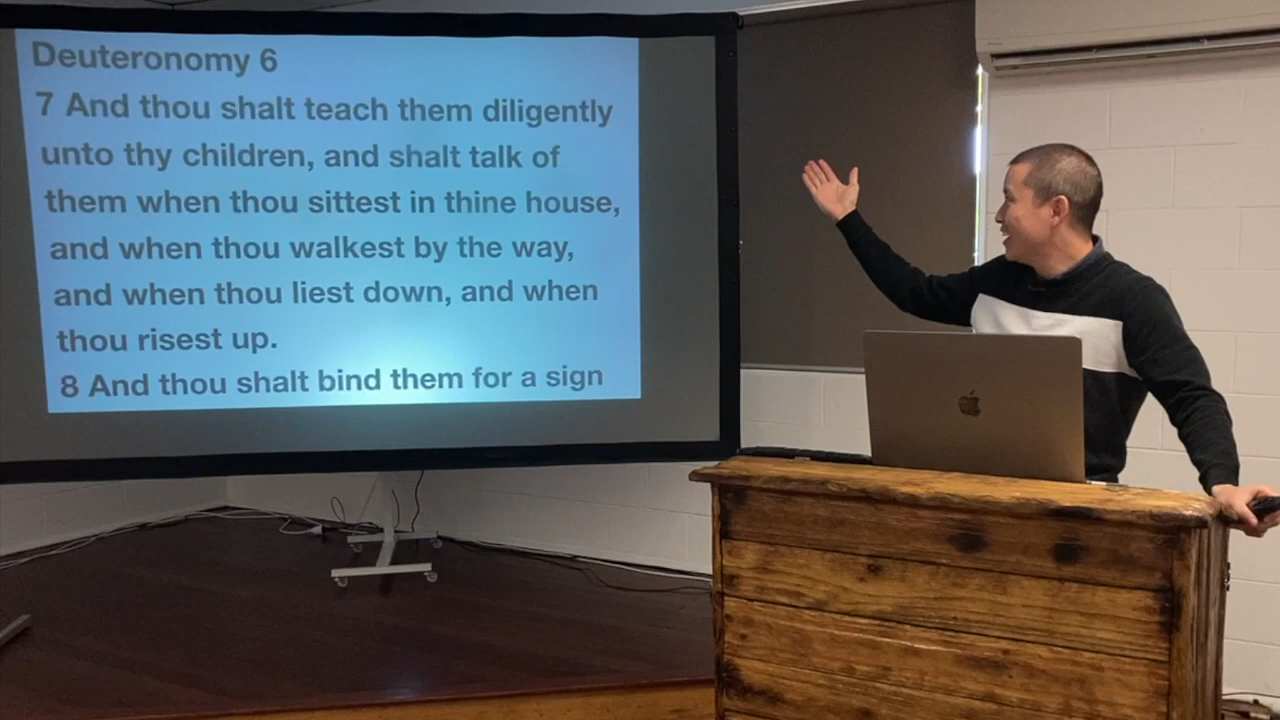 Deuteronomy 6
7 And thou shalt teach them diligently
unto thy children, and shalt talk of
them when thou sittest in thine house,
and when thou walkest by the way,
and when thou liest down, and when
thou risest up.
8 And thou shalt bind them for a sign